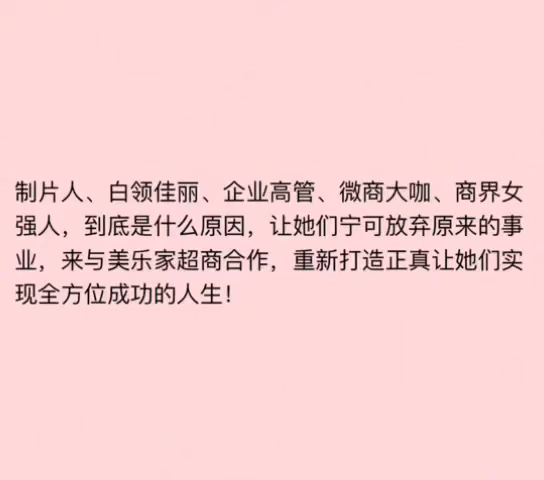 制片人、白领佳丽、企业高管、微商大咖、商界女
强人，到底是什么原因，让她们宁可放弃原来的事
业，来与美乐家超商合作，重新打造正真让她们实
现全方位成功的人生！